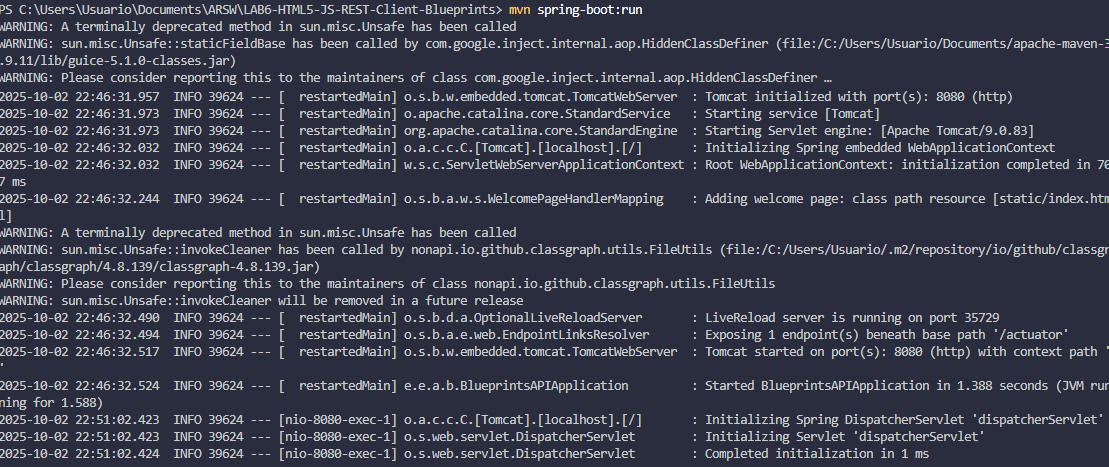 PS C:\Users\Usuario\Documents\ARSW\LAB6-HTML5-JS-REST-Client-Blueprints> mvn spring-boot:run
WARNING: A terminally deprecated method in sun.misc.Unsafe has been called
WARNING: sun.misc.Unsafe::staticFieldBase has been called by com.google.inject.internal.aop.HiddenClassDefiner (file:/C:/Users/Usuario/Documents/apache-maven-3
.9.11/lib/guice-5.1.0-classes.jar)
WARNING: Please consider reporting this to the maintainers of class com.google.inject.internal.aop.HiddenClassDefiner …
2025-10-02 22:46:31.957  INFO 39624 --- [  restartedMain] o.s.b.w.embedded.tomcat.TomcatWebServer  : Tomcat initialized with port(s): 8080 (http)
2025-10-02 22:46:31.973  INFO 39624 --- [  restartedMain] o.apache.catalina.core.StandardService   : Starting service [Tomcat]
2025-10-02 22:46:31.973  INFO 39624 --- [  restartedMain] org.apache.catalina.core.StandardEngine  : Starting Servlet engine: [Apache Tomcat/9.0.83]
2025-10-02 22:46:32.032  INFO 39624 --- [  restartedMain] o.a.c.c.C.[Tomcat].[localhost].[/]       : Initializing Spring embedded WebApplicationContext
2025-10-02 22:46:32.032  INFO 39624 --- [  restartedMain] w.s.c.ServletWebServerApplicationContext : Root WebApplicationContext: initialization completed in 70
7 ms
2025-10-02 22:46:32.244  INFO 39624 --- [  restartedMain] o.s.b.a.w.s.WelcomePageHandlerMapping    : Adding welcome page: class path resource [static/index.htm
l]
WARNING: A terminally deprecated method in sun.misc.Unsafe has been called
WARNING: sun.misc.Unsafe::invokeCleaner has been called by nonapi.io.github.classgraph.utils.FileUtils (file:/C:/Users/Usuario/.m2/repository/io/github/classgr
aph/classgraph/4.8.139/classgraph-4.8.139.jar)
WARNING: Please consider reporting this to the maintainers of class nonapi.io.github.classgraph.utils.FileUtils
WARNING: sun.misc.Unsafe::invokeCleaner will be removed in a future release
2025-10-02 22:46:32.490  INFO 39624 --- [  restartedMain] o.s.b.d.a.OptionalLiveReloadServer       : LiveReload server is running on port 35729
2025-10-02 22:46:32.494  INFO 39624 --- [  restartedMain] o.s.b.a.e.web.EndpointLinksResolver      : Exposing 1 endpoint(s) beneath base path '/actuator'
2025-10-02 22:46:32.517  INFO 39624 --- [  restartedMain] o.s.b.w.embedded.tomcat.TomcatWebServer  : Tomcat started on port(s): 8080 (http) with context path '
'
2025-10-02 22:46:32.524  INFO 39624 --- [  restartedMain] e.e.a.b.BlueprintsAPIApplication         : Started BlueprintsAPIApplication in 1.388 seconds (JVM run
ning for 1.588)
2025-10-02 22:51:02.423  INFO 39624 --- [nio-8080-exec-1] o.a.c.c.C.[Tomcat].[localhost].[/]       : Initializing Spring DispatcherServlet 'dispatcherServlet'
2025-10-02 22:51:02.423  INFO 39624 --- [nio-8080-exec-1] o.s.web.servlet.DispatcherServlet        : Initializing Servlet 'dispatcherServlet'
2025-10-02 22:51:02.424  INFO 39624 --- [nio-8080-exec-1] o.s.web.servlet.DispatcherServlet        : Completed initialization in 1 ms